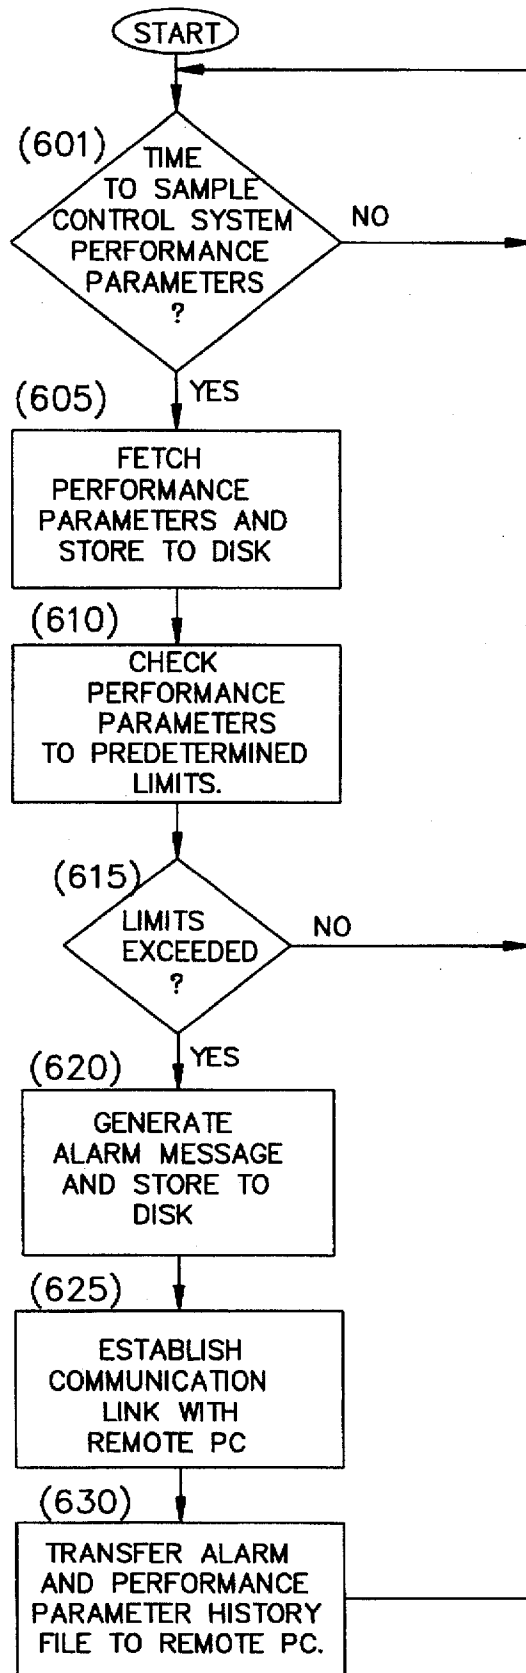 START
(601)
TIME
TO SAMPLE
CONTROL SYSTEM
PERFORMANCE
PARAMETERS
?
NO
YES
(605)
FETCH
PERFORMANCE
PARAMETERS AND
STORE TO DISK
(610)
CHECK
PERFORMANCE
PARAMETERS
TO PREDETERMINED
LIMITS.
(615)
LIMITS
EXCEEDED
?
NO
YES
(620)
GENERATE
ALARM MESSAGE
AND STORE TO
DISK
(625)
ESTABLISH
COMMUNICATION
LINK WITH
REMOTE PC
(630)
TRANSFER ALARM
AND PERFORMANCE
PARAMETER HISTORY
FILE TO REMOTE PC.